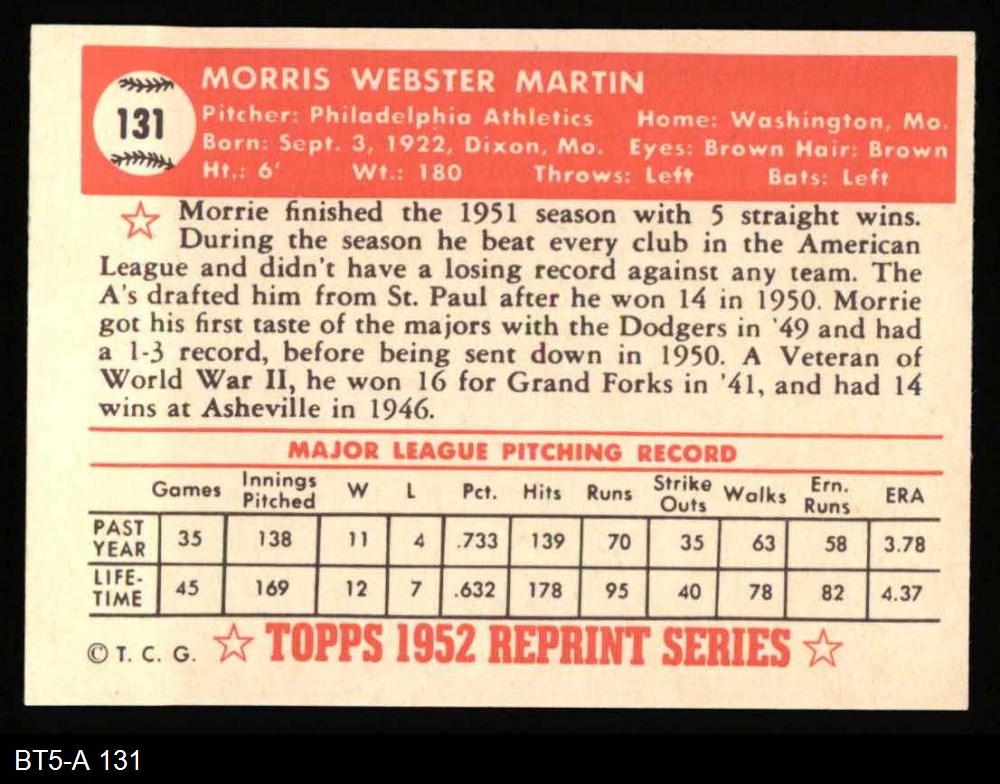 131
MORRIS WEBSTER MARTIN
Pitcher: Philadelphia Athletics Home: Washington, Mo.
Born: Sept. 3, 1922, Dixon, Mo. Eyes: Brown Hair: Brown
Ht.: 6' Wt.: 180 Throws: Left Bats: Left
Morrie finished the 1951 season with 5 straight wins.
During the season he beat every club in the American
League and didn't have a losing record against any team. The
A's drafted him from St. Paul after he won 14 in 1950. Morrie
got his first taste of the majors with the Dodgers in '49 and had
a 1-3 record, before being sent down in 1950. A Veteran of
World War II, he won 16 for Grand Forks in '41, and had 14
wins at Asheville in 1946.
MAJOR LEAGUE PITCHING RECORD
Games Innings Pitched W L Pct. Hits Runs Strike Outs Walks Ern. Runs ERA
PAST YEAR 35 138 11 4 .733 139 70 35 63 58 3.78
LIFE-TIME 45 169 12 7 .632 178 95 40 78 82 4.37
© T. C. G. TOPPS 1952 REPRINT SERIES
BT5-A 131